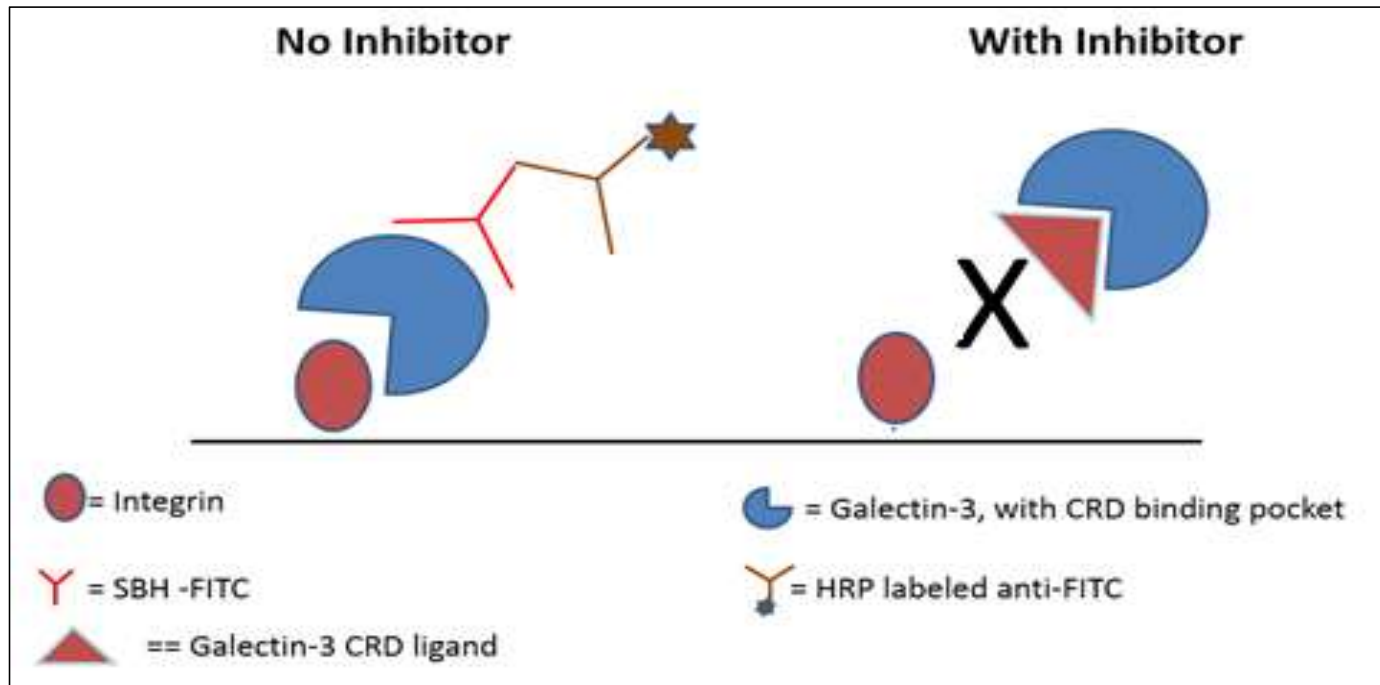 No Inhibitor
With Inhibitor
X
= Integrin
= Galectin-3, with CRD binding pocket
= SBH -FITC
= HRP labeled anti-FITC
== Galectin-3 CRD ligand